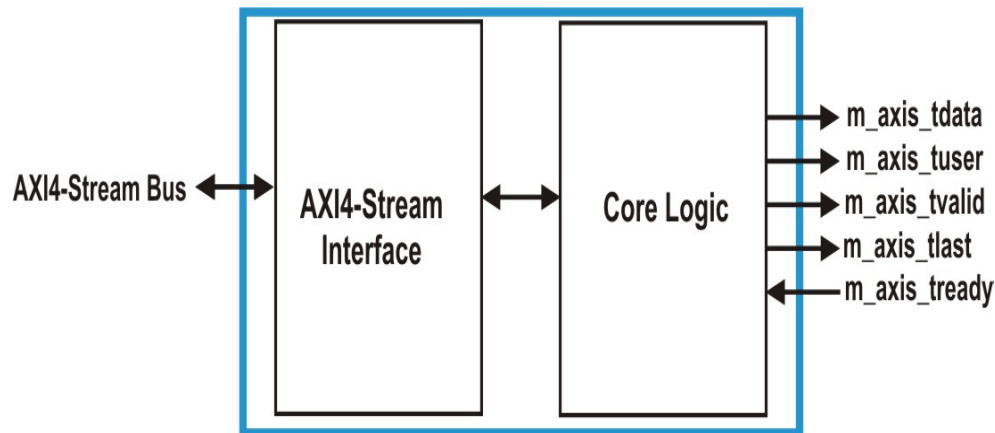 AXI4-Stream Bus
AXI4-Stream
Interface
Core Logic
m_axis_tdata
m_axis_tuser
m_axis_tvalid
m_axis_tlast
m_axis_tready